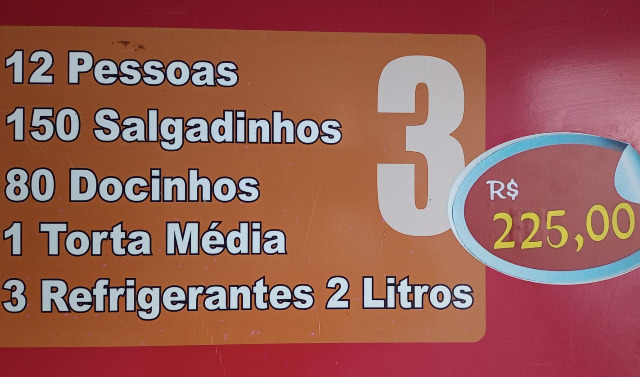 12 Pessoas
150 Salgadinhos
80 Docinhos
1 Torta Média
3 Refrigerantes 2 Litros
3
R$
225,00